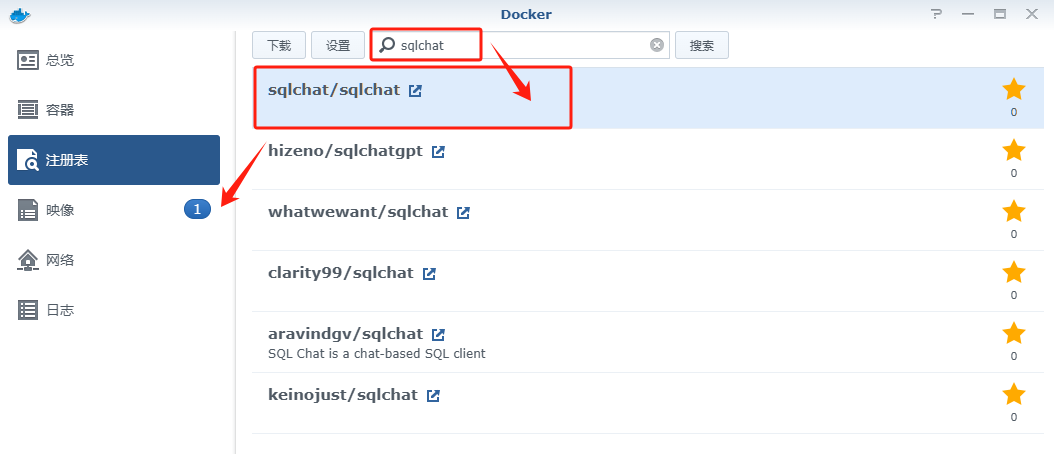 Docker
总览
容器
注册表
映像
1
网络
日志
下载
设置
sqlchat
搜索
sqlchat/sqlchat
0
hizeno/sqlchatgpt
0
whatwewant/sqlchat
0
clarity99/sqlchat
0
aravindgv/sqlchat
SQL Chat is a chat-based SQL client
0
keinojust/sqlchat
0